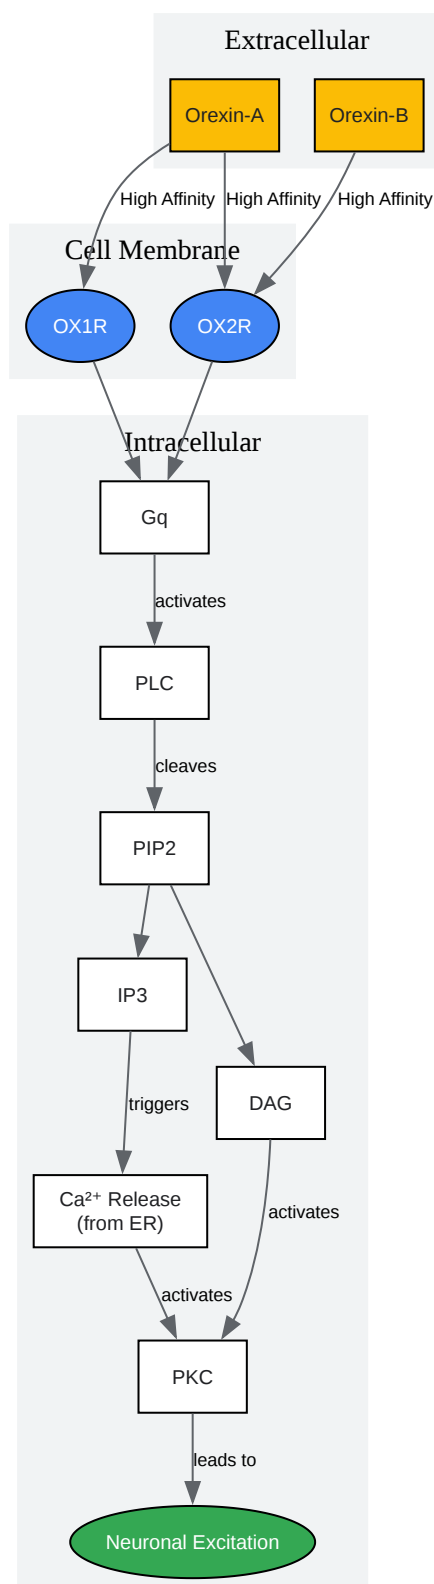 Extracellular
Orexin-A
Orexin-B
High Affinity
High Affinity
High Affinity
Cell Membrane
OX1R
OX2R
Intracellular
Gq
activates
PLC
cleaves
PIP2
IP3
DAG
triggers
Ca²⁺ Release
(from ER)
activates
activates
PKC
leads to
Neuronal Excitation